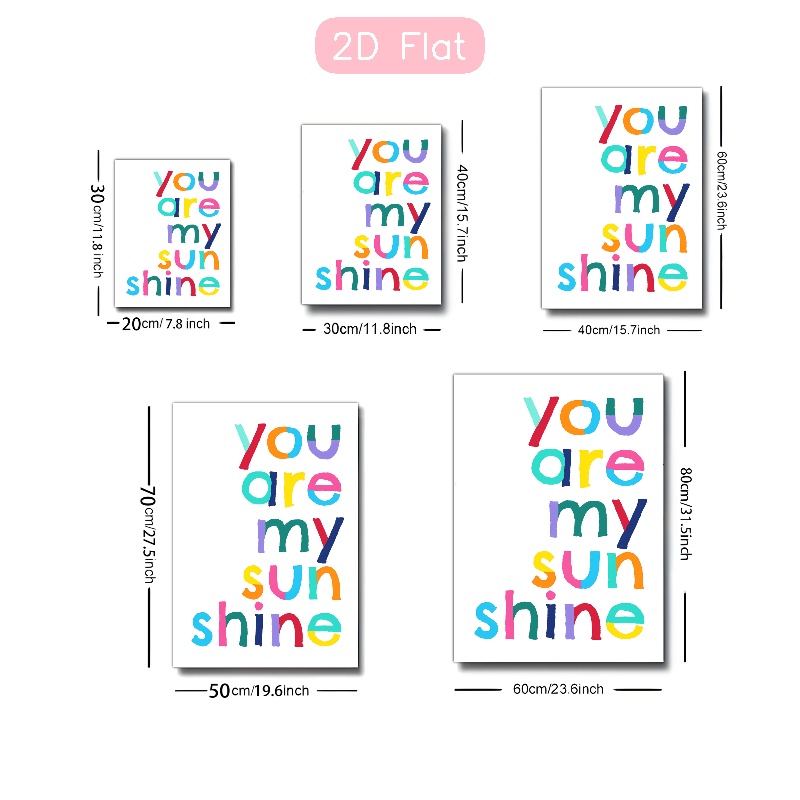 2D Flat
you
are
my
sun
shine
30cm/11.8 inch
20cm/ 7.8 inch
you
are
my
sun
shine
40cm/15.7inch
30cm/11.8inch
you
are
my
sun
shine
60cm/23.6inch
40cm/15.7inch
you
are
my
sun
shine
70cm/27.5inch
50cm/19.6inch
you
are
my
sun
shine
80cm/31.5inch
60cm/23.6inch